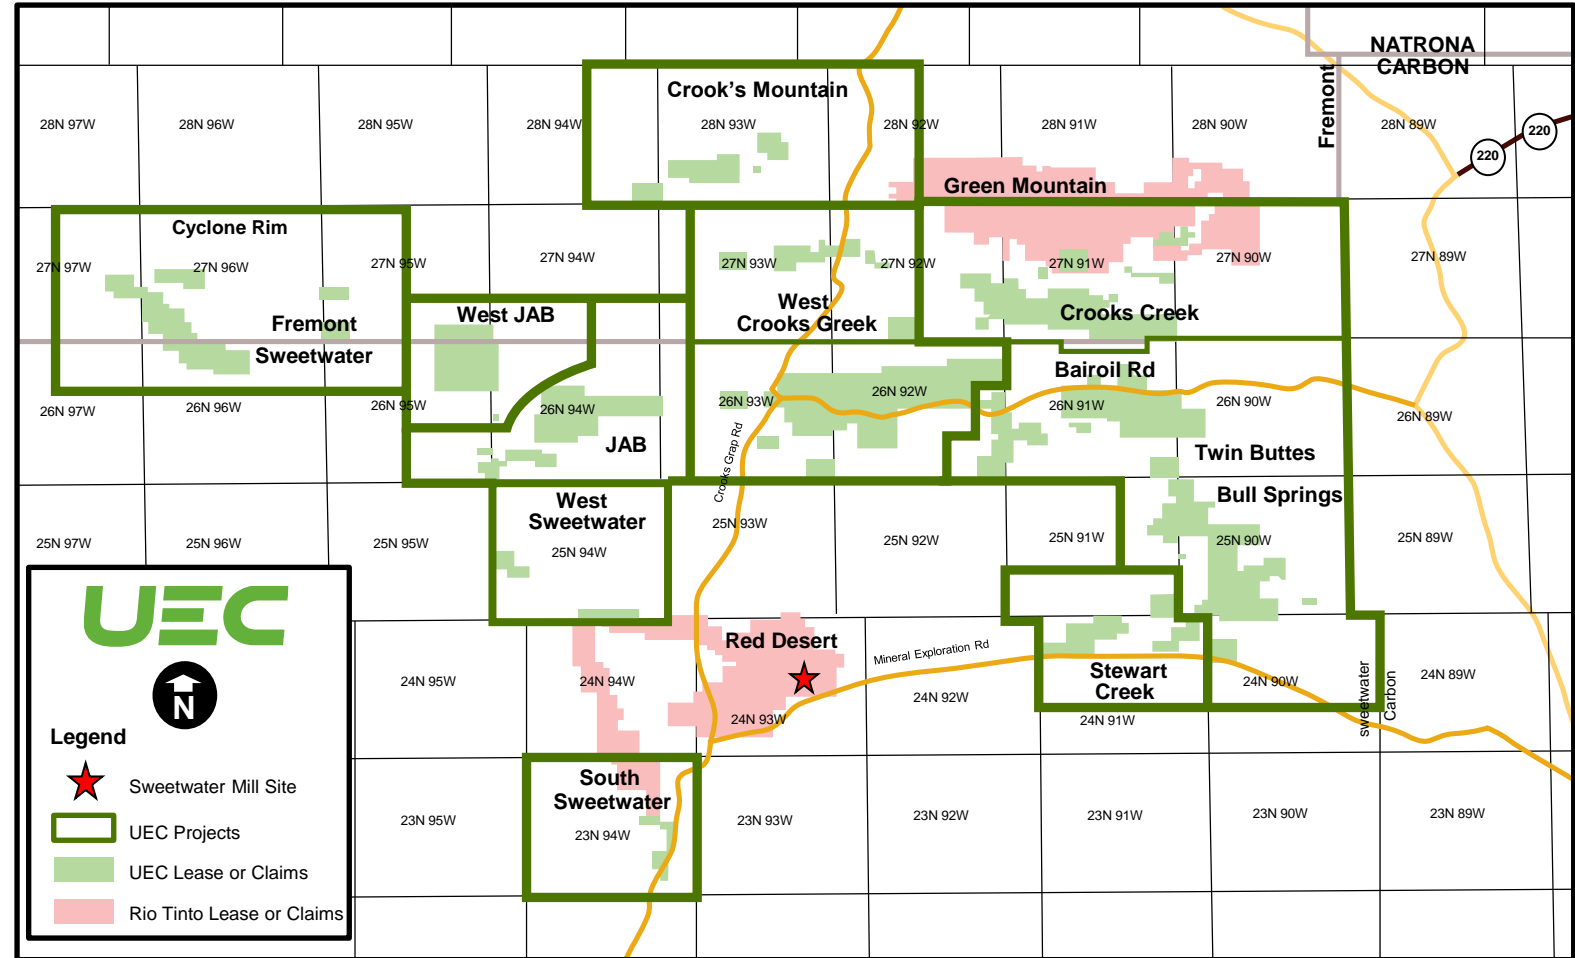 NATRONA
CARBON
Fremont
Crook's Mountain
28N 97W
28N 96W
28N 95W
28N 94W
28N 93W
28N 92W
28N 91W
28N 90W
28N 89W
220
220
Green Mountain
Cyclone Rim
27N 97W
27N 96W
27N 95W
27N 94W
27N 93W
27N 92W
27N 91W
27N 90W
27N 89W
West JAB
West
Crooks Greek
Crooks Creek
Fremont
Sweetwater
Bairoil Rd
26N 97W
26N 96W
26N 95W
26N 94W
26N 93W
26N 92W
26N 91W
26N 90W
26N 89W
JAB
Crooks Grap Rd
Twin Buttes
Bull Springs
West
Sweetwater
25N 97W
25N 96W
25N 95W
25N 94W
25N 93W
25N 92W
25N 91W
25N 90W
25N 89W
Red Desert
Mineral Exploration Rd
Stewart
Creek
24N 95W
24N 94W
24N 93W
24N 92W
24N 91W
24N 90W
24N 89W
sweetwater
Carbon
South
Sweetwater
23N 95W
23N 94W
23N 93W
23N 92W
23N 91W
23N 90W
23N 89W
UEC
N
Legend
Sweetwater Mill Site
UEC Projects
UEC Lease or Claims
Rio Tinto Lease or Claims